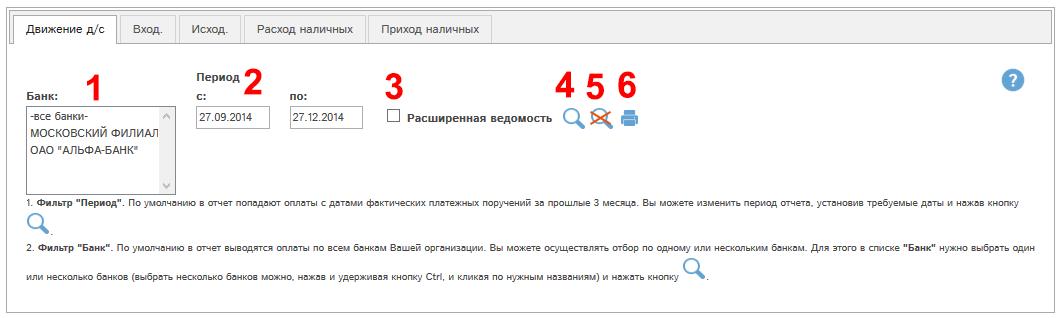 Движение д/с Вход. Исход. Расход наличных Приход наличных
1 2 3 4 5 6 ?
Период
Банк: с: по:
-все банки-
МОСКОВСКИЙ ФИЛИАЛ
ОАО "АЛЬФА-БАНК"
27.09.2014 27.12.2014 Расширенная ведомость
1. Фильтр "Период". По умолчанию в отчет попадают оплаты с датами фактических платежных поручений за прошлые 3 месяца. Вы можете изменить период отчета, установив требуемые даты и нажав кнопку
.
2. Фильтр "Банк". По умолчанию в отчет выводятся оплаты по всем банкам Вашей организации. Вы можете осуществлять отбор по одному или нескольким банкам. Для этого в списке "Банк" нужно выбрать один
или несколько банков (выбрать несколько банков можно, нажав и удерживая кнопку Ctrl, и кликая по нужным названиям) и нажать кнопку .